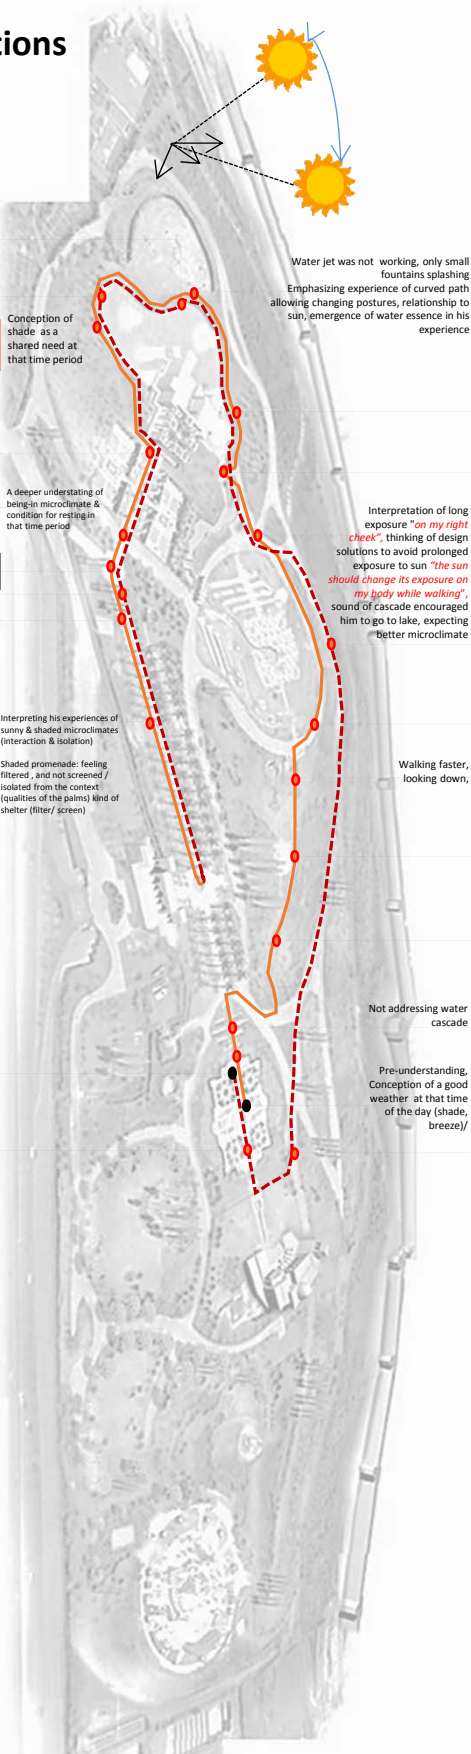 tions
Water jet was not working, only small
fountains splashing
Emphasizing experience of curved path
allowing changing postures, relationship to
sun, emergence of water essence in his
experience
Conception of
shade as a
shared need at
that time period
A deeper understating of
being-in microclimate &
condition for resting in
that time period
Interpretation of long
exposure "on my right
cheek", thinking of design
solutions to avoid prolonged
exposure to sun "the sun
should change its exposure on
my body while walking",
sound of cascade encouraged
him to go to lake, expecting
better microclimate
Interpreting his experiences of
sunny & shaded microclimates
(interaction & isolation)
Shaded promenade: feeling
filtered , and not screened /
isolated from the context
(qualities of the palms) kind of
shelter (filter/ screen)
Walking faster,
looking down,
Not addressing water
cascade
Pre-understanding,
Conception of a good
weather at that time
of the day (shade,
breeze)/